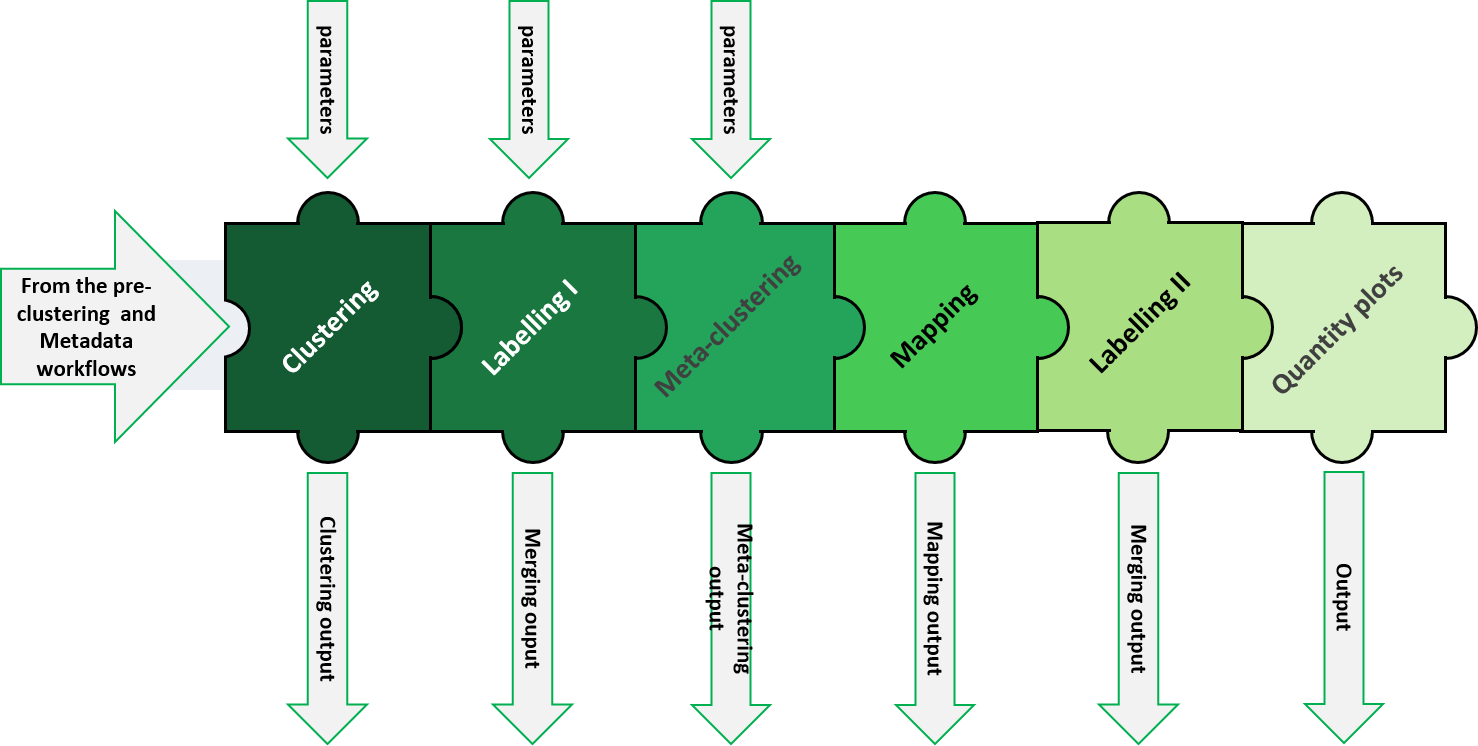 parameters
parameters
parameters
From the pre-
clustering and
Metadata
workflows
Clustering
Labelling I
Meta-clustering
Mapping
Labelling II
Quantity plots
Clustering output
Merging ouput
Meta-clustering
output
Mapping output
Merging output
Output